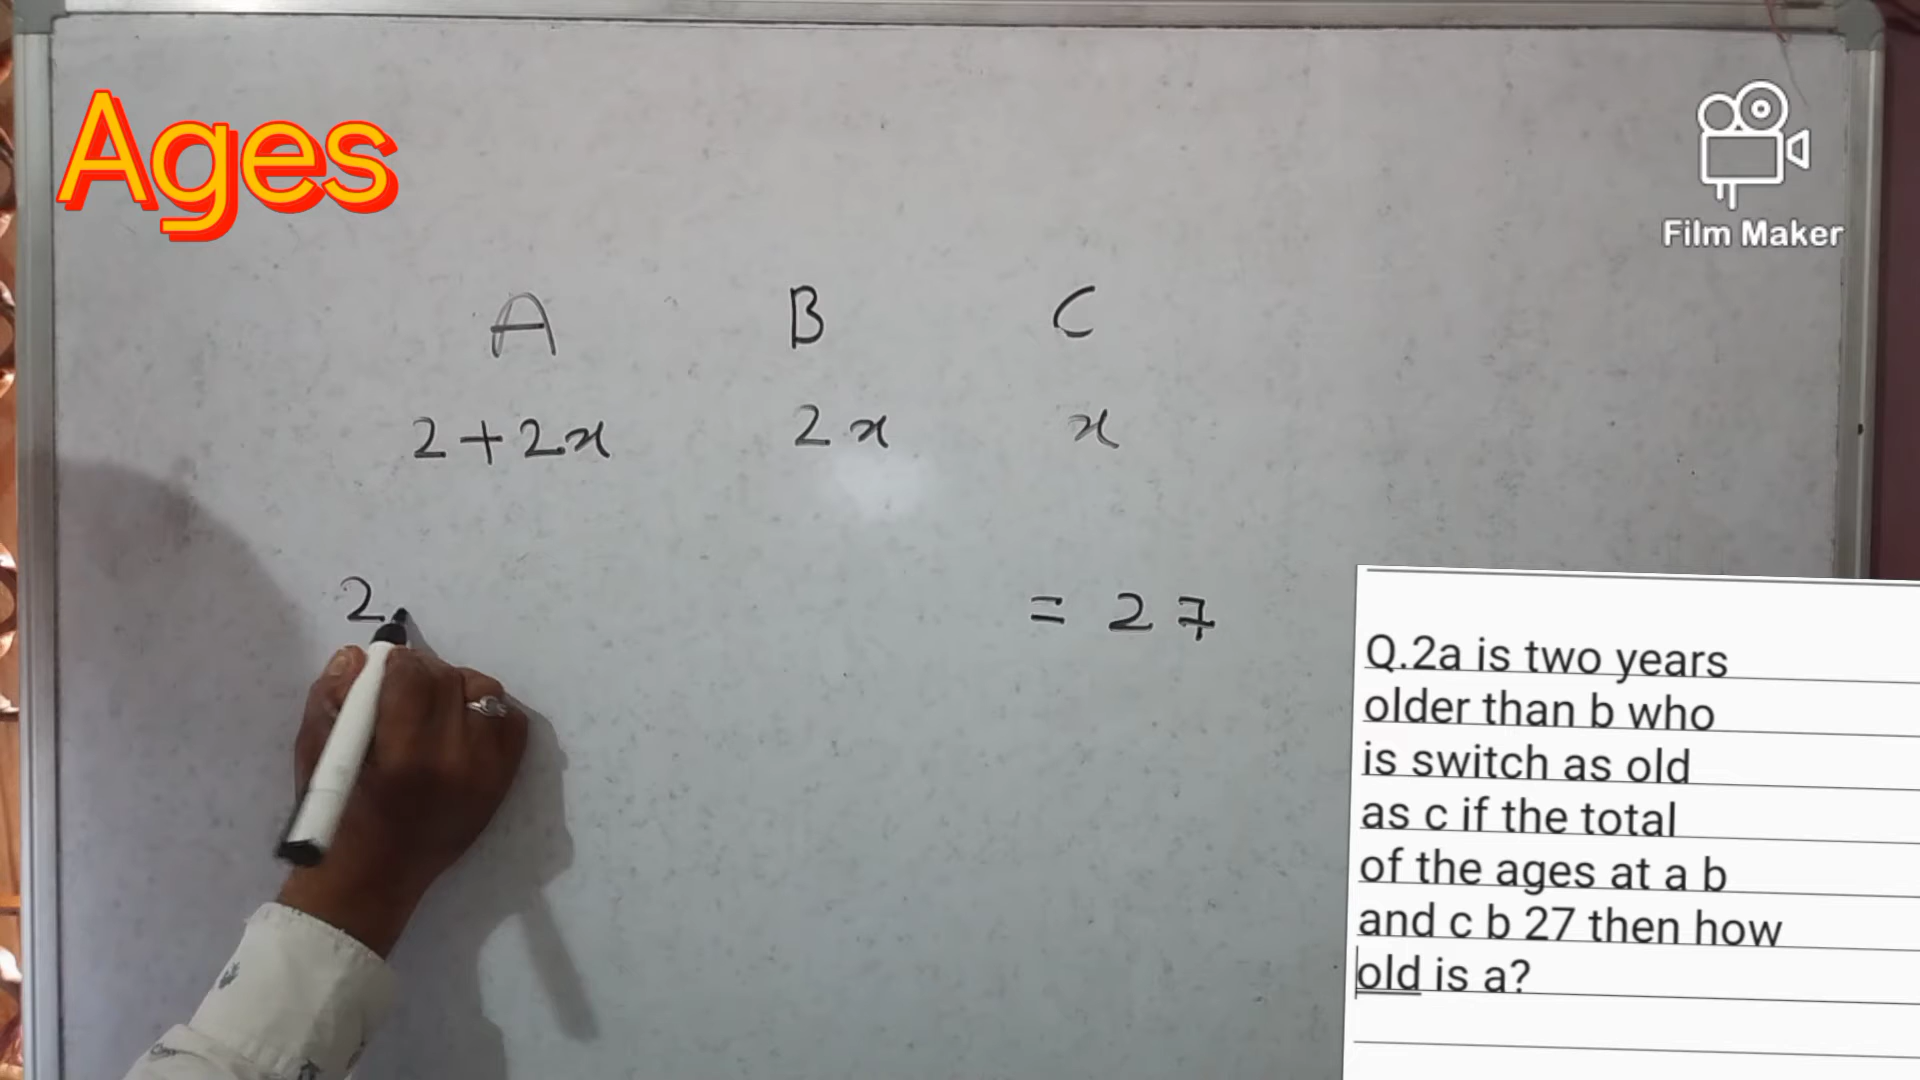 Ages
Film Maker
A B C
2+2x 2x x
2 = 27
Q.2a is two years
older than b who
is switch as old
as c if the total
of the ages at a b
and c b 27 then how
old is a?